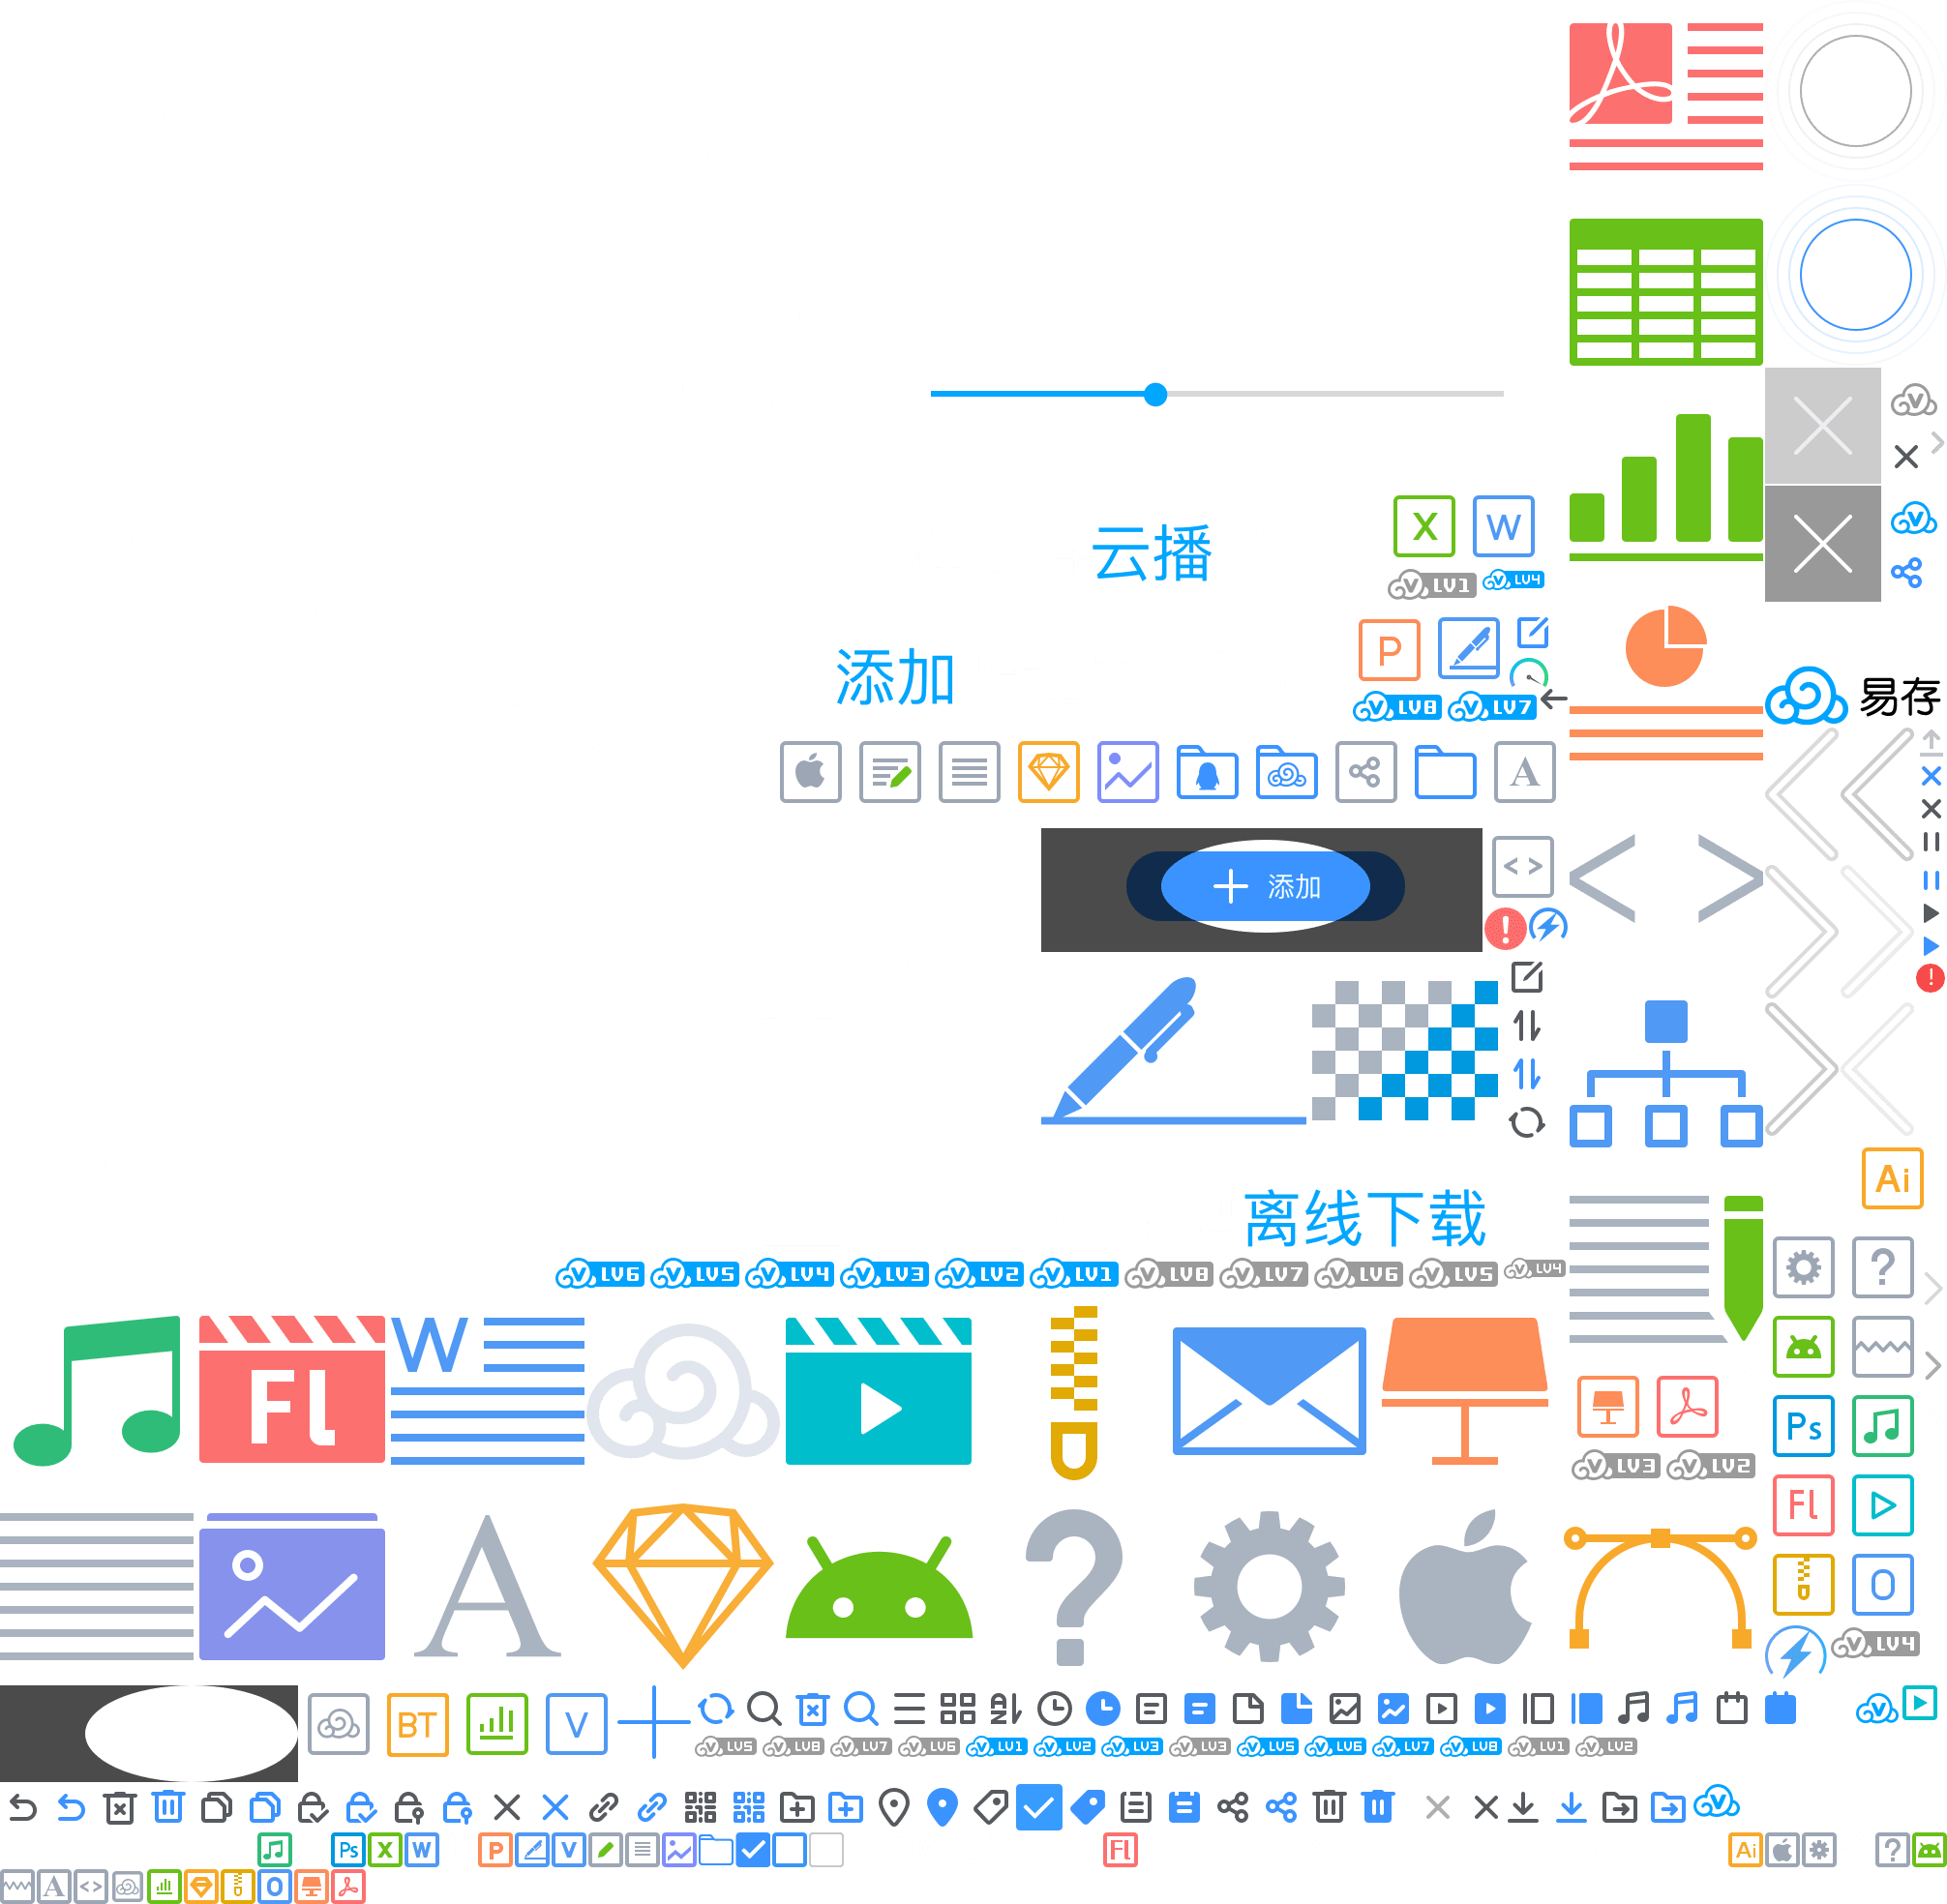 云播
X W
LV1 LV4
添加
P
LV8 LV7
易存
A
添加
Ai
离线下载
LV6 LV5 LV4 LV3 LV2 LV1 LV8 LV7 LV6 LV5 LV4
?
Fl
W
Ps
LV3 LV2
Fl
A
?
O
LV4
BT
V
LV5 LV8 LV7 LV6 LV1 LV2 LV3 LV3 LV5 LV6 LV7 LV8 LV1 LV2
Ps X W P V Fl Ai ?
A O